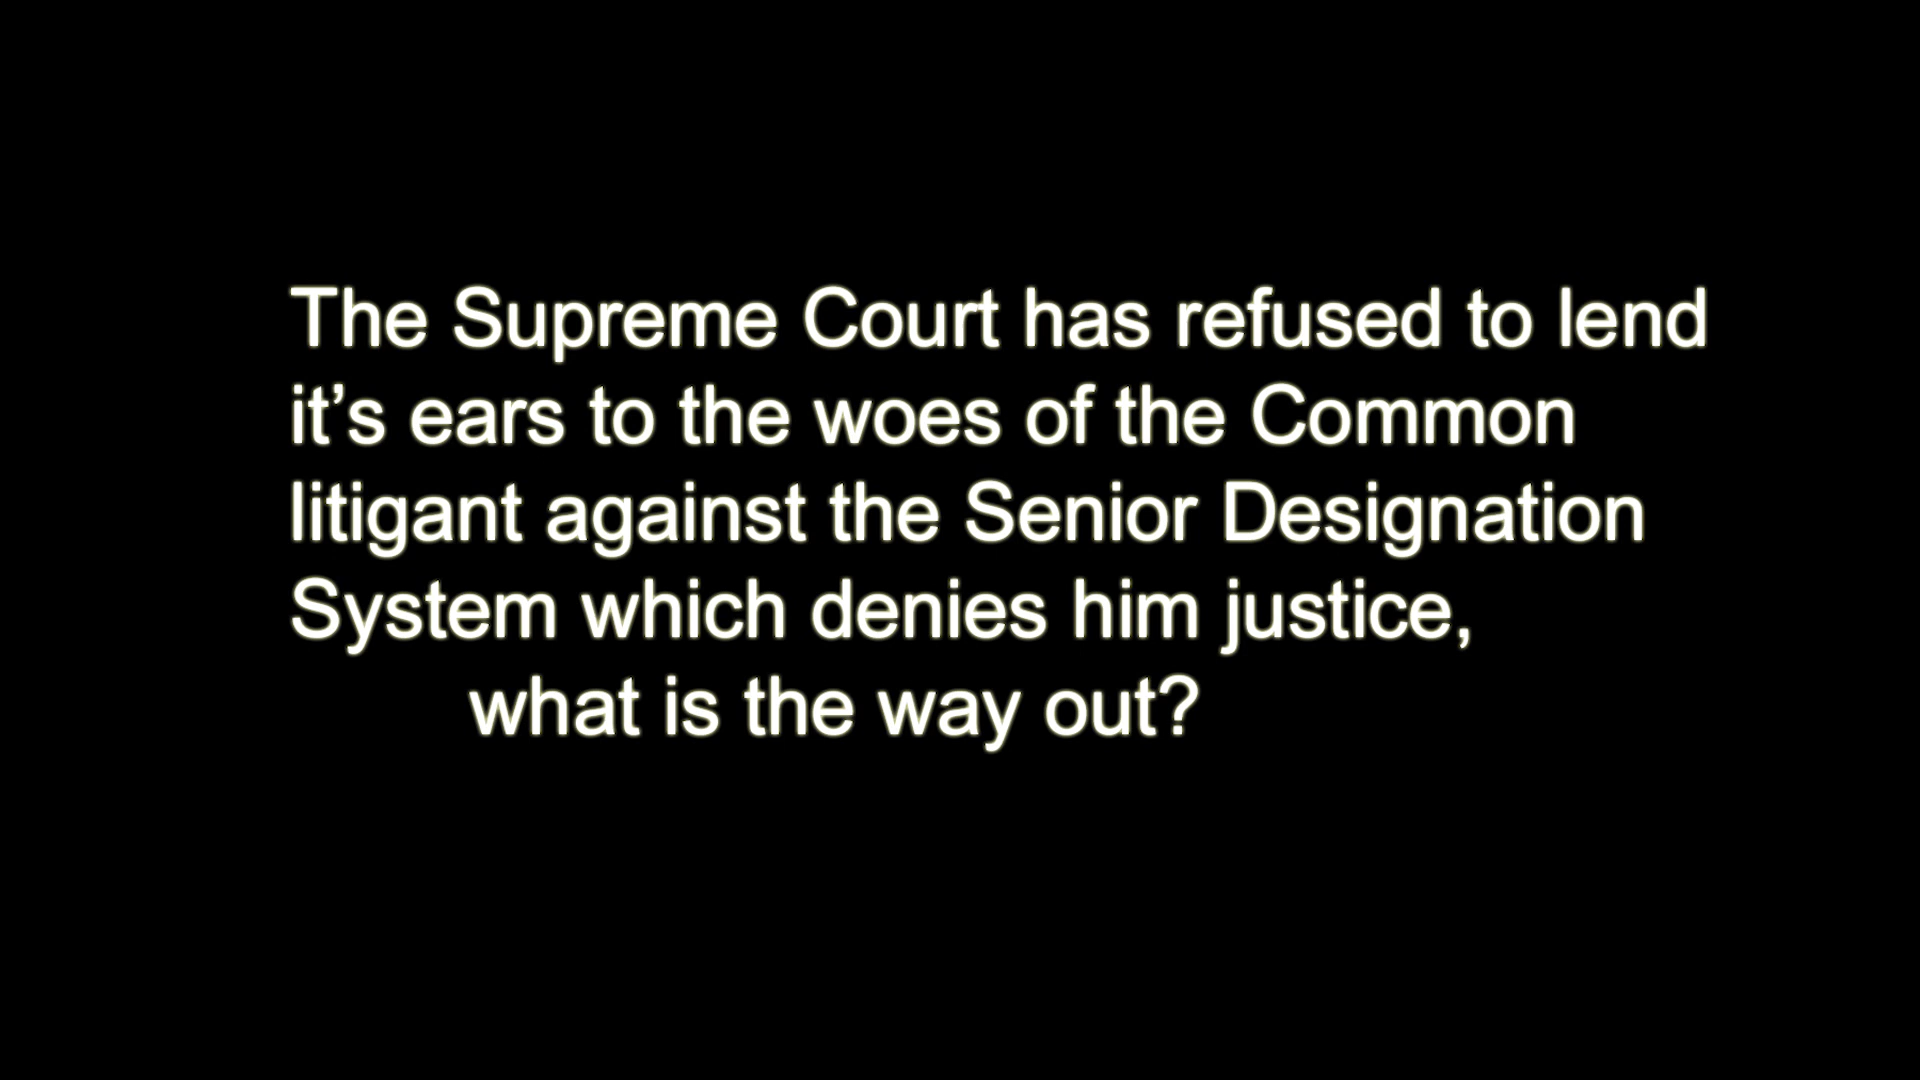 The Supreme Court has refused to lend
it’s ears to the woes of the Common
litigant against the Senior Designation
System which denies him justice,
what is the way out?